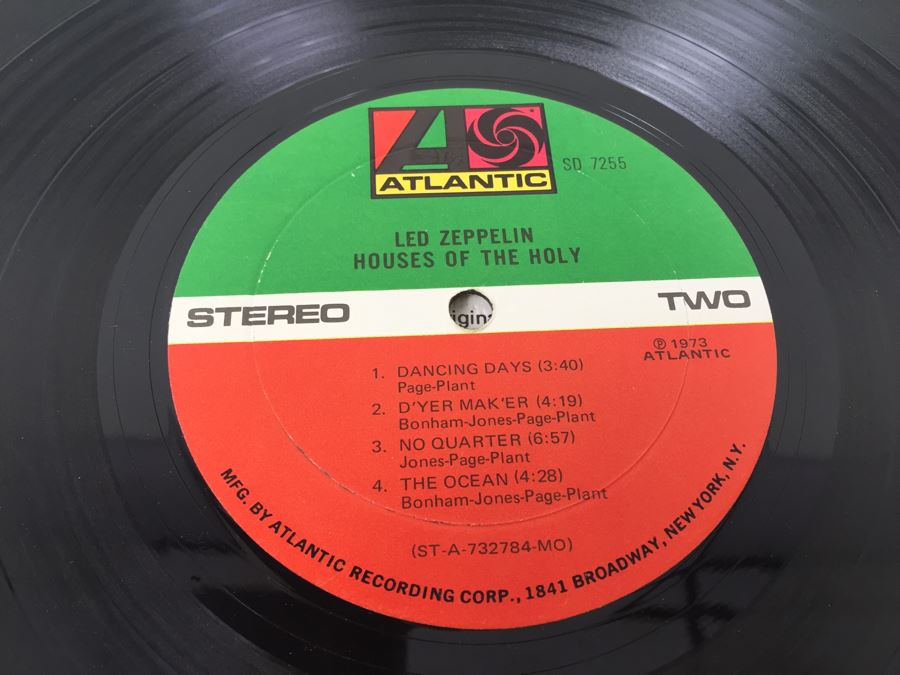 ATLANTIC
SD 7255
LED ZEPPELIN
HOUSES OF THE HOLY
STEREO
TWO
℗ 1973
ATLANTIC
1. DANCING DAYS (3:40)
Page-Plant
2. D'YER MAK'ER (4:19)
Bonham-Jones-Page-Plant
3. NO QUARTER (6:57)
Jones-Page-Plant
4. THE OCEAN (4:28)
Bonham-Jones-Page-Plant
(ST-A-732784-MO)
MFG. BY ATLANTIC RECORDING CORP., 1841 BROADWAY, NEW YORK, N.Y.